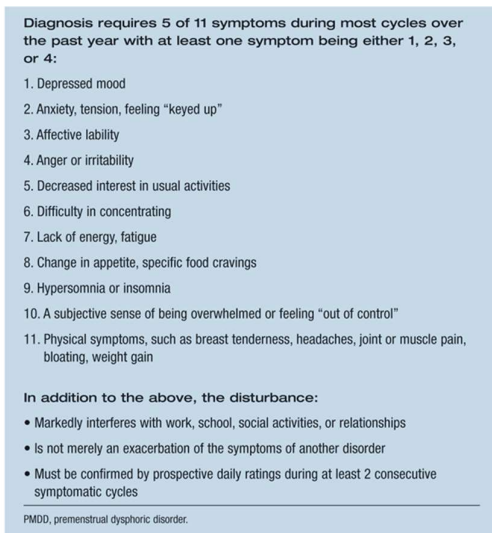 Diagnosis requires 5 of 11 symptoms during most cycles over
the past year with at least one symptom being either 1, 2, 3,
or 4:
1. Depressed mood
2. Anxiety, tension, feeling “keyed up”
3. Affective lability
4. Anger or irritability
5. Decreased interest in usual activities
6. Difficulty in concentrating
7. Lack of energy, fatigue
8. Change in appetite, specific food cravings
9. Hypersomnia or insomnia
10. A subjective sense of being overwhelmed or feeling “out of control”
11. Physical symptoms, such as breast tenderness, headaches, joint or muscle pain,
bloating, weight gain
In addition to the above, the disturbance:
• Markedly interferes with work, school, social activities, or relationships
• Is not merely an exacerbation of the symptoms of another disorder
• Must be confirmed by prospective daily ratings during at least 2 consecutive
symptomatic cycles
PMDD, premenstrual dysphoric disorder.